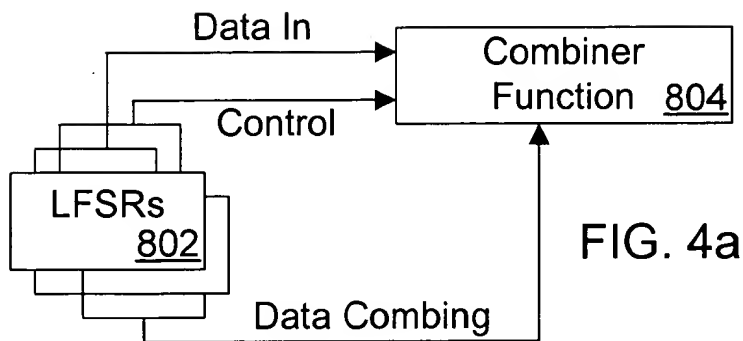 Data In
Combiner
Function 804
Control
LFSRs
802
FIG. 4a
Data Combing